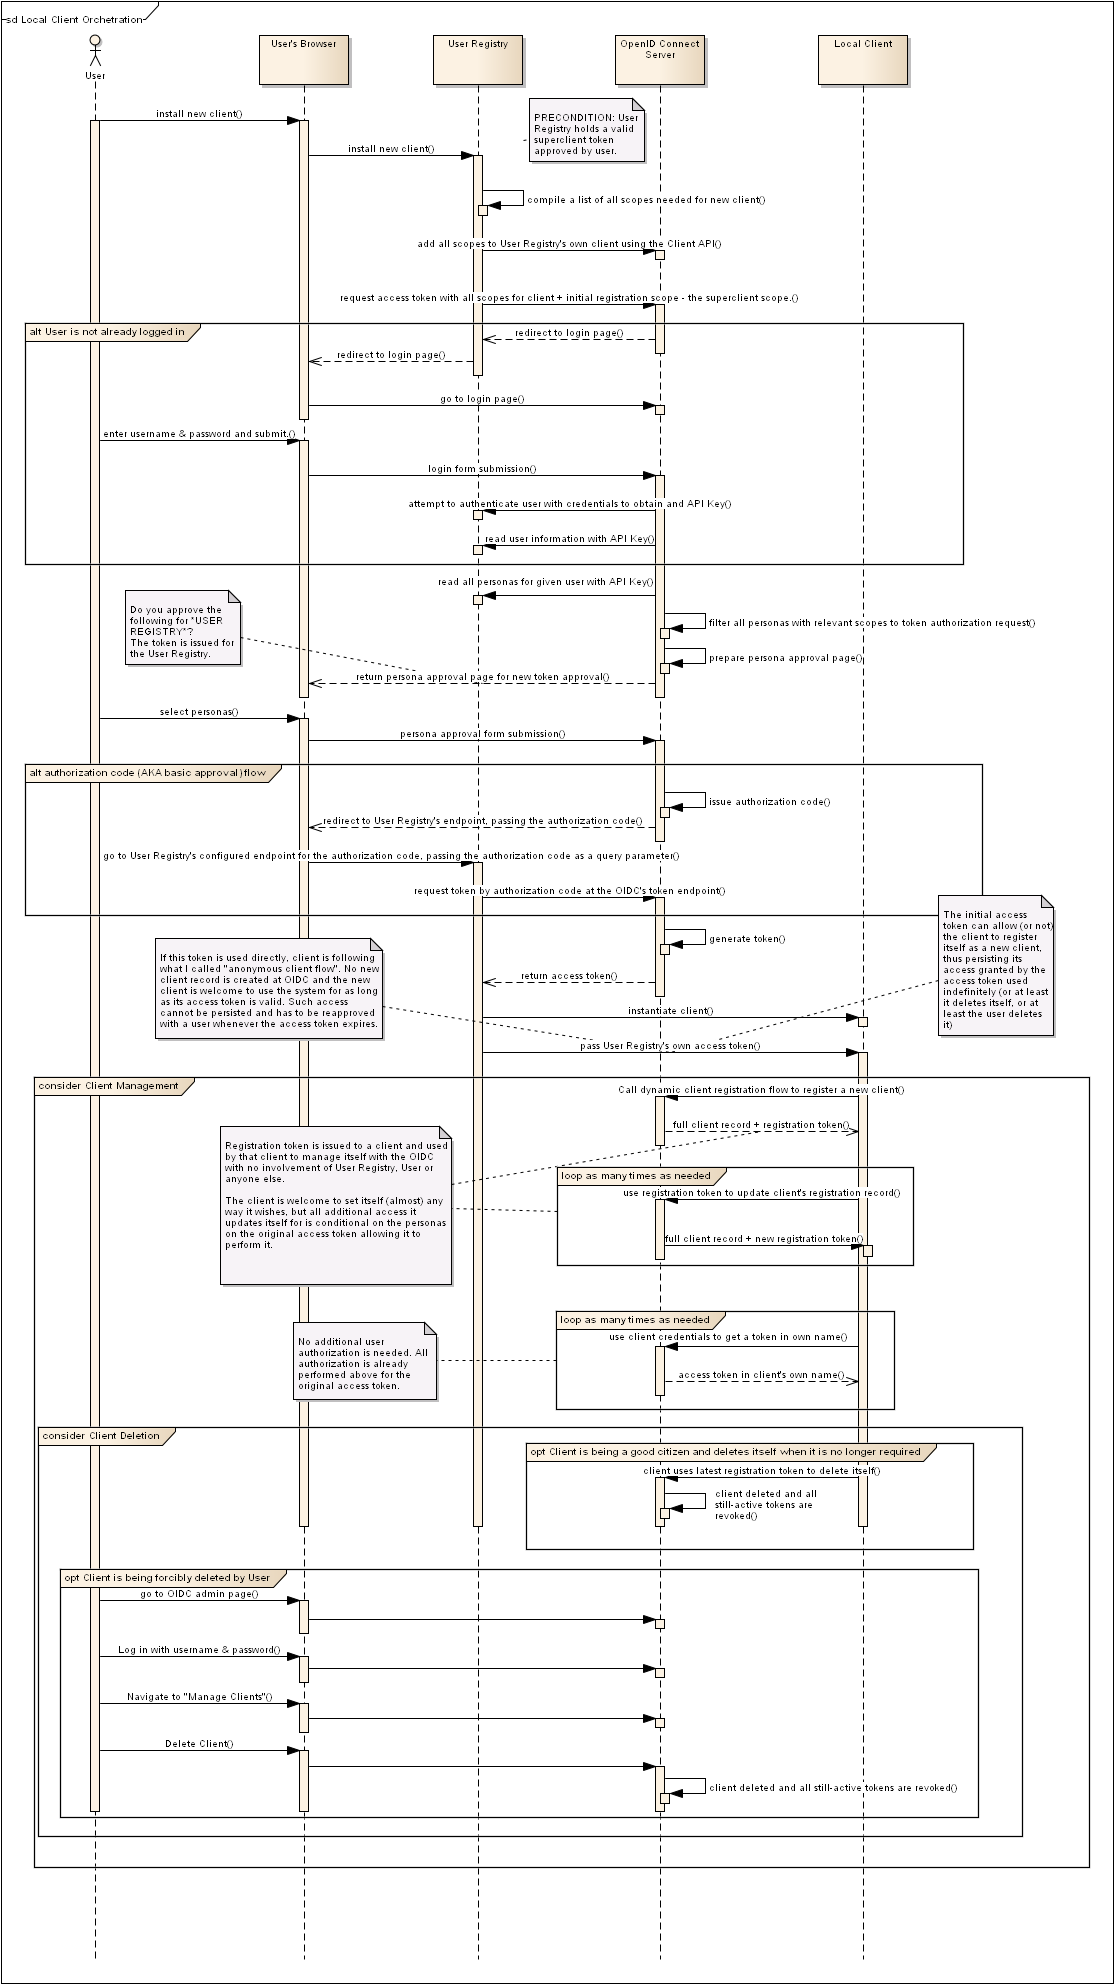 sd Local Client Orchetration
User
User's Browser
User Registry
OpenID Connect
Server
Local Client
install new client()
PRECONDITION: User
Registry holds a valid
superclient token
approved by user.
install new client()
compile a list of all scopes needed for new client()
add all scopes to User Registry's own client using the Client API()
request access token with all scopes for client + initial registration scope - the superclient scope.()
alt User is not already logged in
redirect to login page()
redirect to login page()
go to login page()
enter username & password and submit.()
login form submission()
attempt to authenticate user with credentials to obtain and API Key()
read user information with API Key()
read all personas for given user with API Key()
Do you approve the
following for *USER
REGISTRY*?
The token is issued for
the User Registry.
filter all personas with relevant scopes to token authorization request()
prepare persona approval page()
return persona approval page for new token approval()
select personas()
persona approval form submission()
alt authorization code (AKA basic approval)flow
issue authorization code()
redirect to User Registry's endpoint, passing the authorization code()
go to User Registry's configured endpoint for the authorization code, passing the authorization code as a query parameter()
request token by authorization code at the OIDC's token endpoint()
The initial access
token can allow (or not)
the client to register
itself as a new client,
thus persisting its
access granted by the
access token used
indefinitely (or at least
it deletes itself, or at
least the user deletes
it)
generate token()
If this token is used directly, client is following
what I called "anonymous client flow". No new
client record is created at OIDC and the new
client is welcome to use the system for as long
as its access token is valid. Such access
cannot be persisted and has to be reapproved
with a user whenever the access token expires.
return access token()
instantiate client()
pass User Registry's own access token()
consider Client Management
Call dynamic client registration flow to register a new client()
full client record + registration token()
Registration token is issued to a client and used
by that client to manage itself with the OIDC
with no involvement of User Registry, User or
anyone else.
The client is welcome to set itself (almost) any
way it wishes, but all additional access it
updates itself for is conditional on the personas
on the original access token allowing it to
perform it.
loop as many times as needed
use registration token to update client's registration record()
full client record + new registration token()
loop as many times as needed
use client credentials to get a token in own name()
No additional user
authorization is needed. All
authorization is already
performed above for the
original access token.
access token in client's own name()
consider Client Deletion
opt Client is being a good citizen and deletes itself when it is no longer required
client uses latest registration token to delete itself()
client deleted and all
still-active tokens are
revoked()
opt Client is being forcibly deleted by User
go to OIDC admin page()
Log in with username & password()
Navigate to "Manage Clients"()
Delete Client()
client deleted and all still-active tokens are revoked()